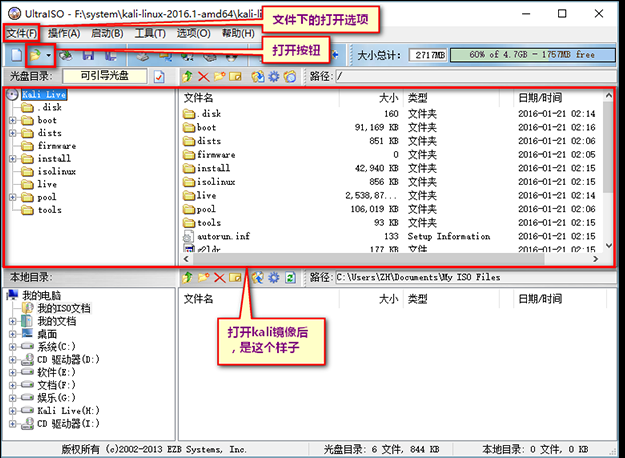 UltraISO - F:\system\kali-linux-2016.1-amd64\kali-li
文件下的打开选项
文件(F) 操作(A) 启动(B) 工具(T) 选项(O) 帮助(H)
打开按钮
大小总计: 2717MB 60% of 4.7GB - 1757MB free
光盘目录: 可引导光盘 路径: /
Kali Live
.disk
boot
dists
firmware
install
isolinux
live
pool
tools
文件名 大小 类型 日期/时间
.disk 160 文件夹 2016-01-21 02:14
boot 91,169 KB 文件夹 2016-01-21 02:16
dists 851 KB 文件夹 2016-01-21 02:06
firmware 0 文件夹 2016-01-21 02:05
install 42,940 KB 文件夹 2016-01-21 02:15
isolinux 856 KB 文件夹 2016-01-21 02:15
live 2,538,87... 文件夹 2016-01-21 02:14
pool 106,019 KB 文件夹 2016-01-21 02:06
tools 93 KB 文件夹 2016-01-21 02:15
autorun.inf 133 Setup Information 2016-01-21 02:15
g2ldr 177 KB 文件 2016-01-21 02:15
本地目录: 路径: C:\Users\ZH\Documents\My ISO Files
我的电脑
我的ISO文档
我的文档
桌面
系统(C:)
CD 驱动器(D:)
软件(E:)
文档(F:)
娱乐(G:)
Kali Live(H:)
CD 驱动器(I:)
文件名 大小 类型 日期/时间
打开kali镜像后
，是这个样子
版权所有 (c)2002-2013 EZB Systems, Inc. 光盘目录: 6 文件, 844 KB 本地目录: 0 文件, 0 KB